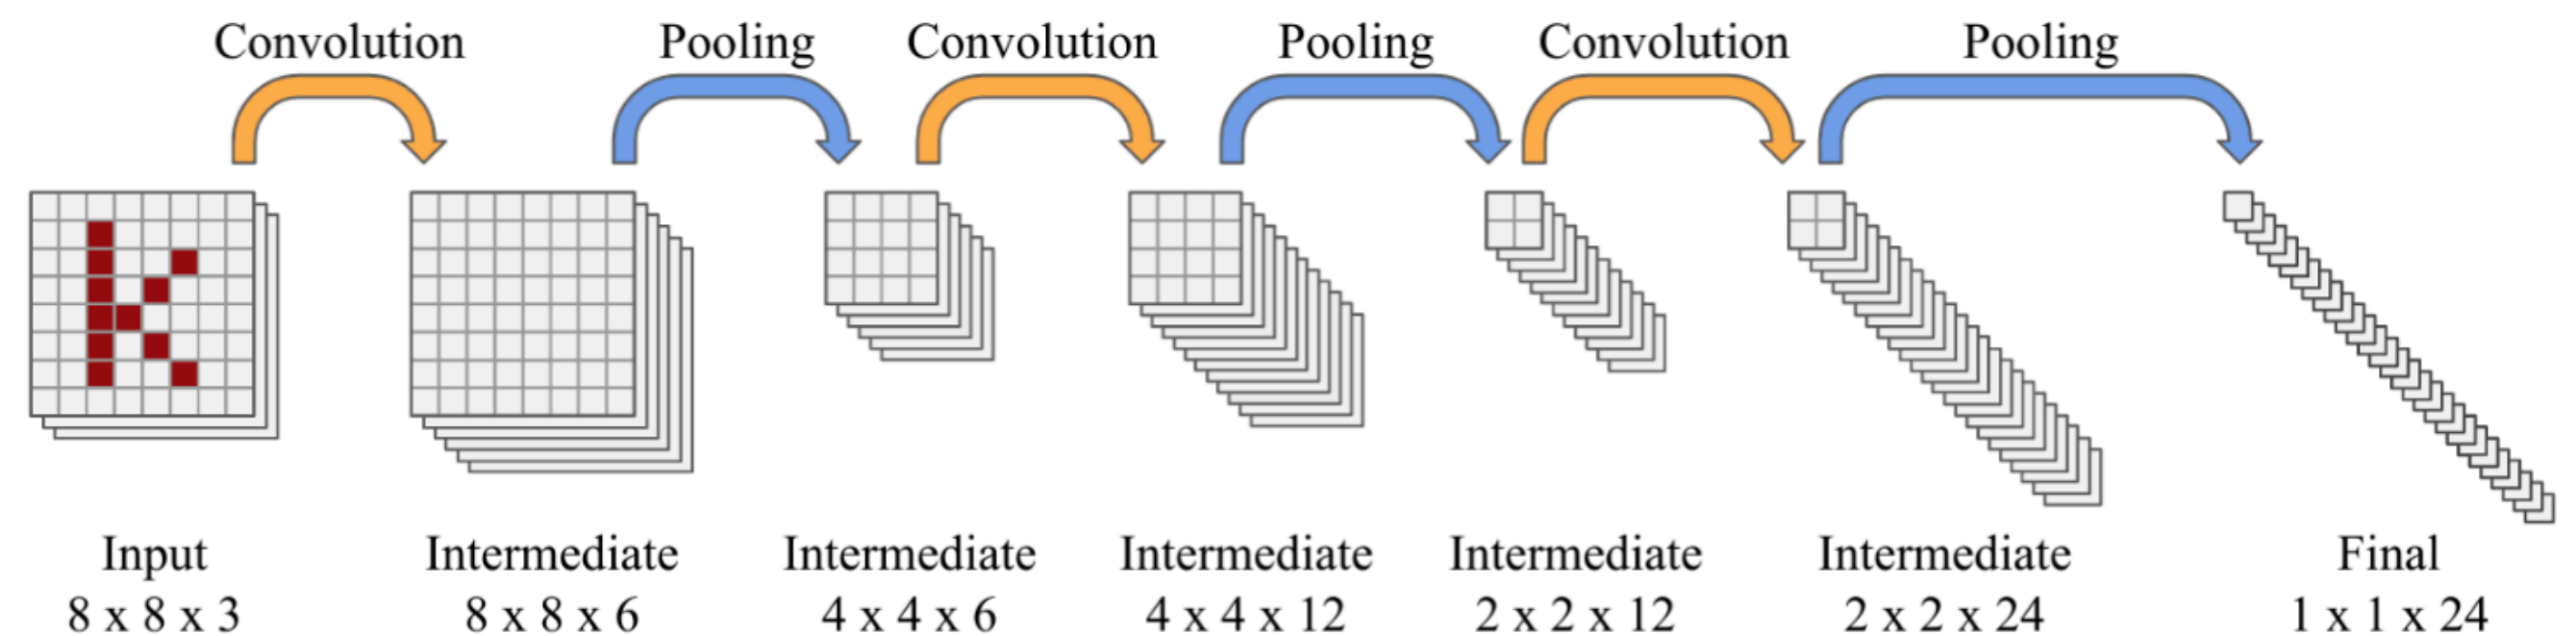 Convolution Pooling Convolution Pooling Convolution Pooling
Input Intermediate Intermediate Intermediate Intermediate Intermediate Final
8 x 8 x 3 8 x 8 x 6 4 x 4 x 6 4 x 4 x 12 2 x 2 x 12 2 x 2 x 24 1 x 1 x 24